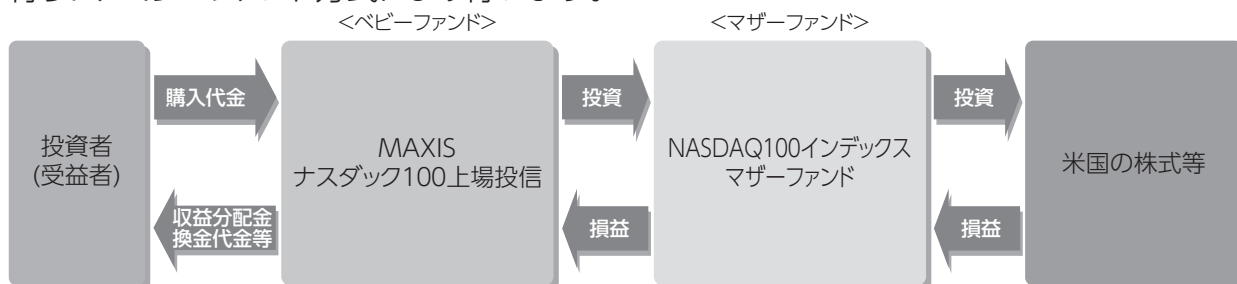 <ベビーファンド>
<マザーファンド>
投資者
(受益者)
購入代金
収益分配金
換金代金等
MAXIS
ナスダック100上場投信
投資
損益
NASDAQ100インデックス
マザーファンド
投資
損益
米国の株式等